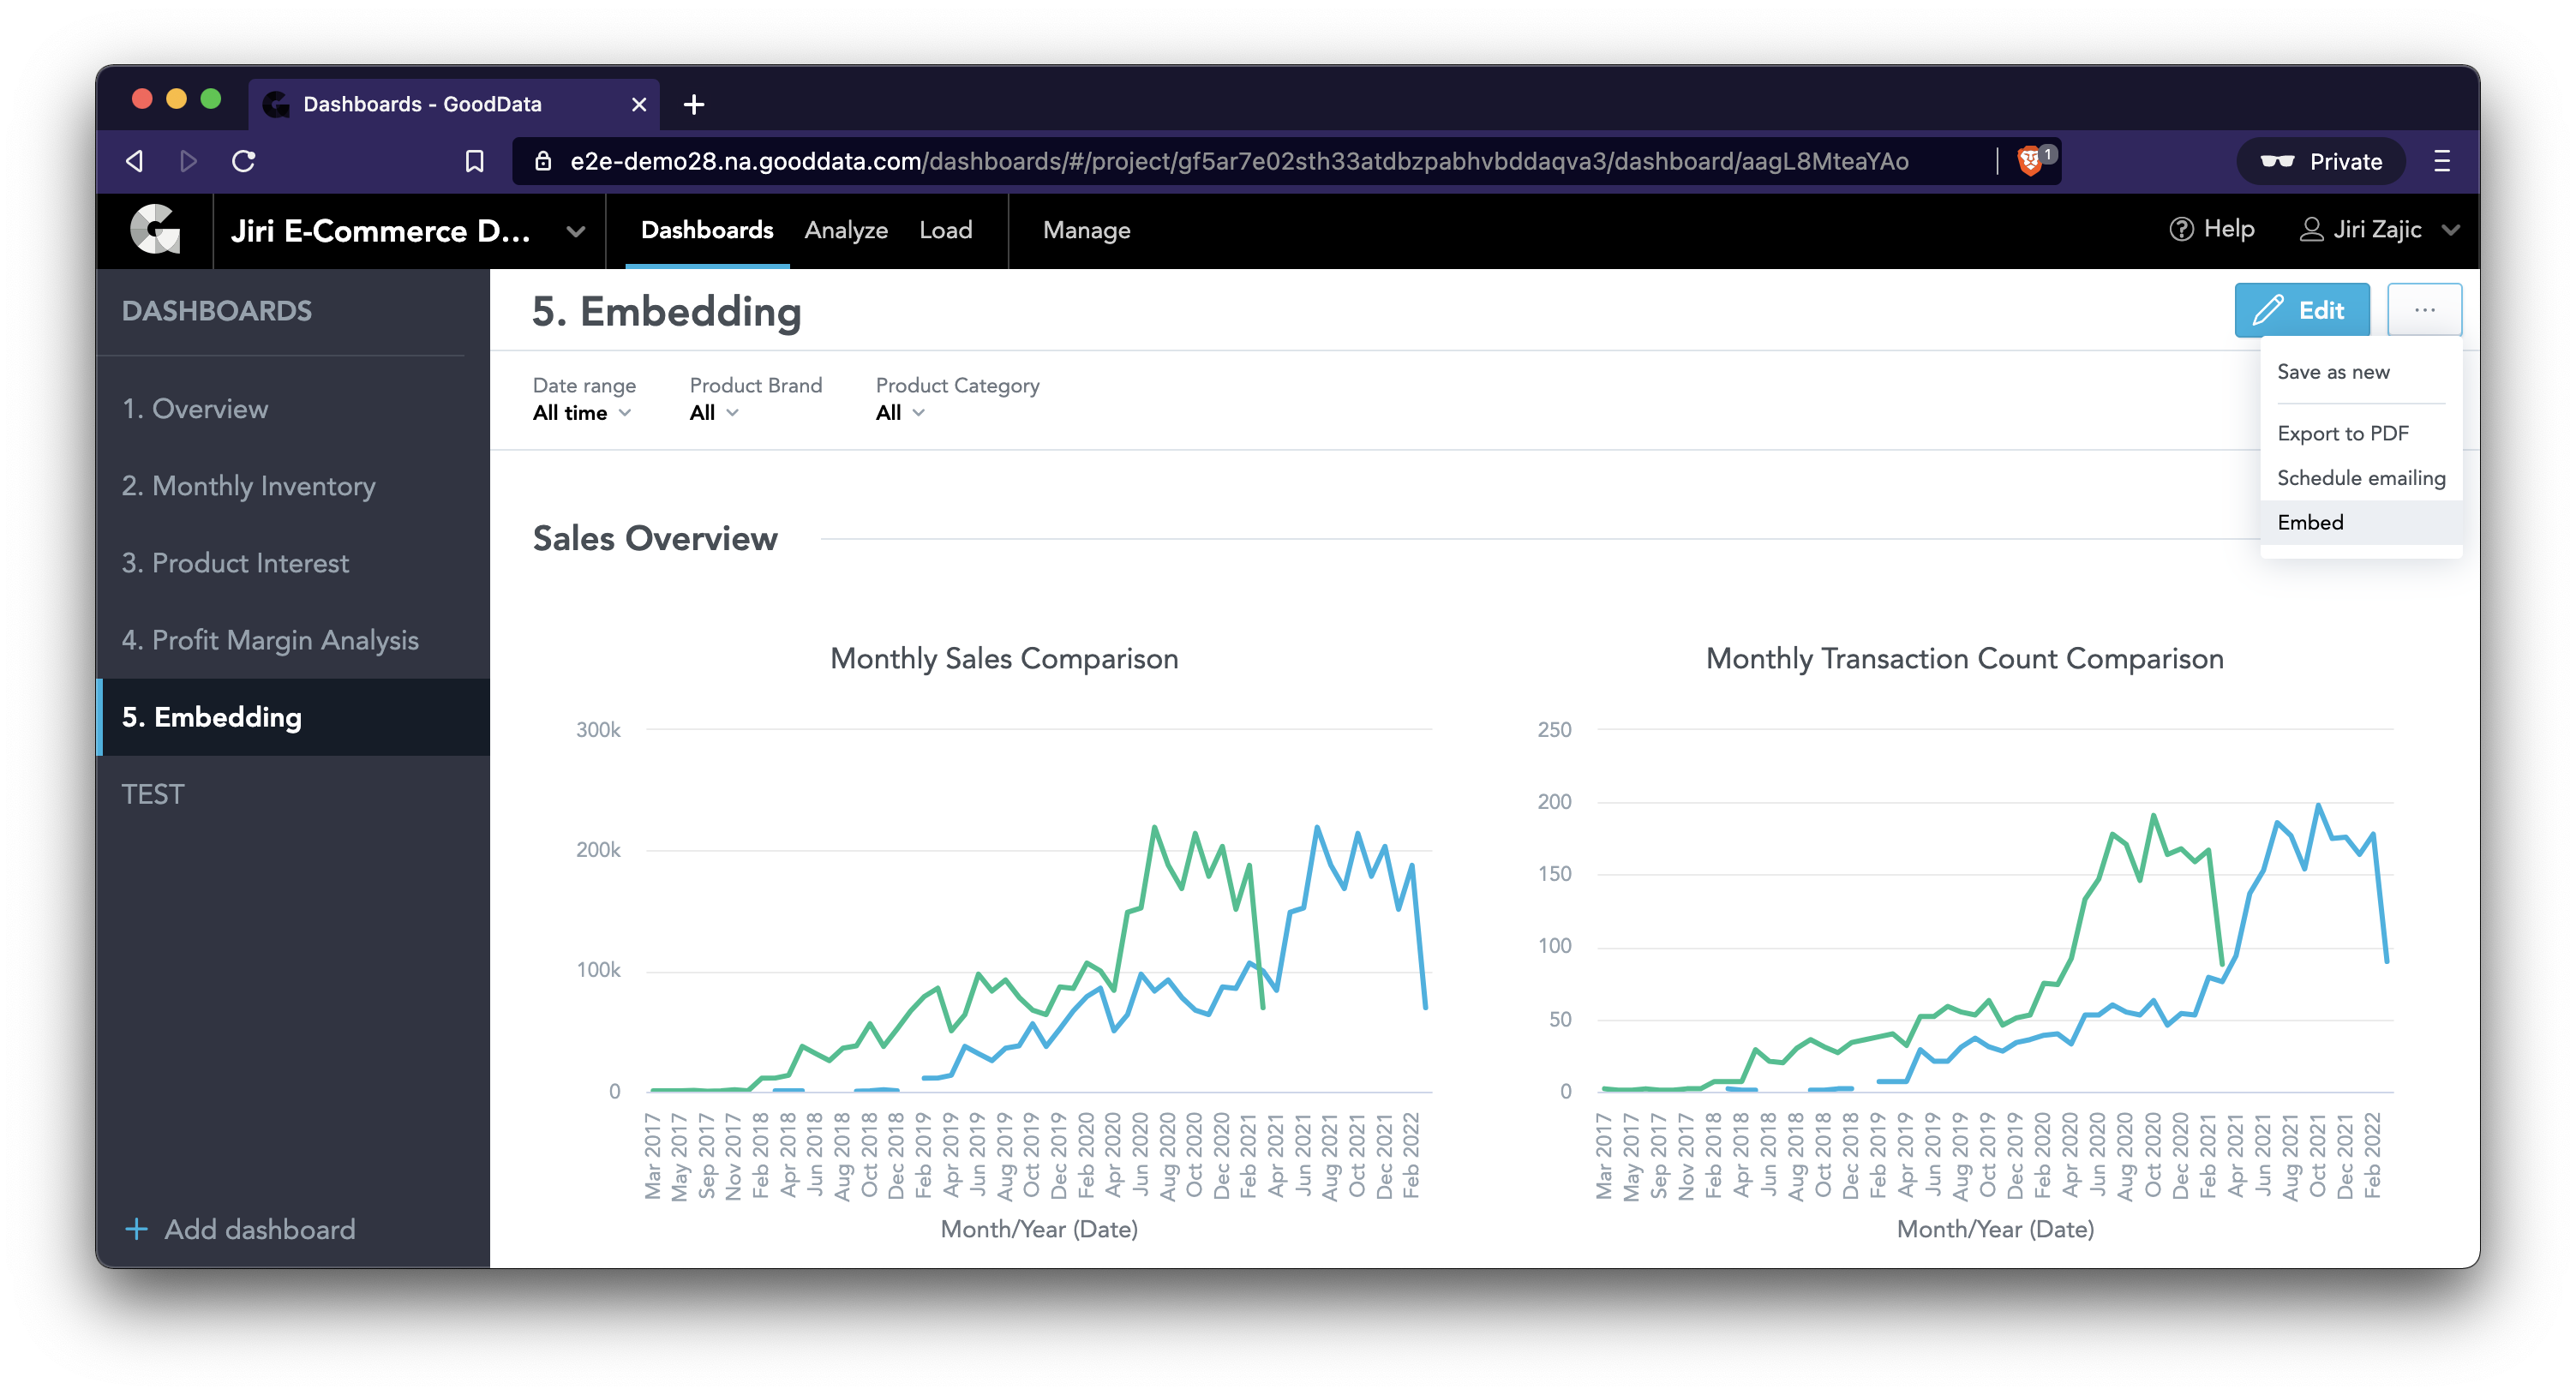 Dashboards - GoodData
e2e-demo28.na.gooddata.com/dashboards/#/project/gf5ar7e02sth33atdbzpabhvbddaqva3/dashboard/aagL8MteaYAo
1
Private
Jiri E-Commerce D...
Dashboards
Analyze
Load
Manage
Help
Jiri Zajic
DASHBOARDS
1. Overview
2. Monthly Inventory
3. Product Interest
4. Profit Margin Analysis
5. Embedding
TEST
+ Add dashboard
5. Embedding
Edit
...
Save as new
Export to PDF
Schedule emailing
Embed
Date range
All time
Product Brand
All
Product Category
All
Sales Overview
Monthly Sales Comparison
300k
200k
100k
0
Mar 2017
May 2017
Sep 2017
Nov 2017
Feb 2018
Apr 2018
Jun 2018
Aug 2018
Oct 2018
Dec 2018
Feb 2019
Apr 2019
Jun 2019
Aug 2019
Oct 2019
Dec 2019
Feb 2020
Apr 2020
Jun 2020
Aug 2020
Oct 2020
Dec 2020
Feb 2021
Apr 2021
Jun 2021
Aug 2021
Oct 2021
Dec 2021
Feb 2022
Month/Year (Date)
Monthly Transaction Count Comparison
250
200
150
100
50
0
Mar 2017
May 2017
Sep 2017
Nov 2017
Feb 2018
Apr 2018
Jun 2018
Aug 2018
Oct 2018
Dec 2018
Feb 2019
Apr 2019
Jun 2019
Aug 2019
Oct 2019
Dec 2019
Feb 2020
Apr 2020
Jun 2020
Aug 2020
Oct 2020
Dec 2020
Feb 2021
Apr 2021
Jun 2021
Aug 2021
Oct 2021
Dec 2021
Feb 2022
Month/Year (Date)